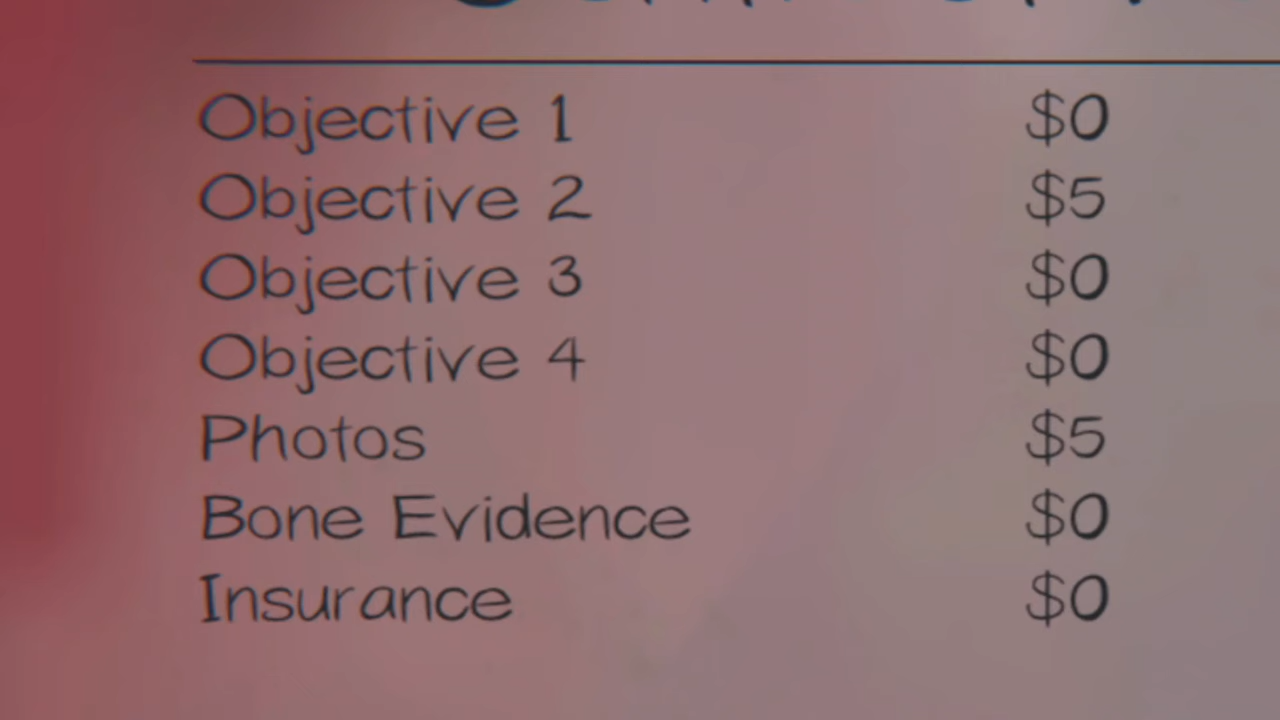 Objective 1 $0
Objective 2 $5
Objective 3 $0
Objective 4 $0
Photos $5
Bone Evidence $0
Insurance $0